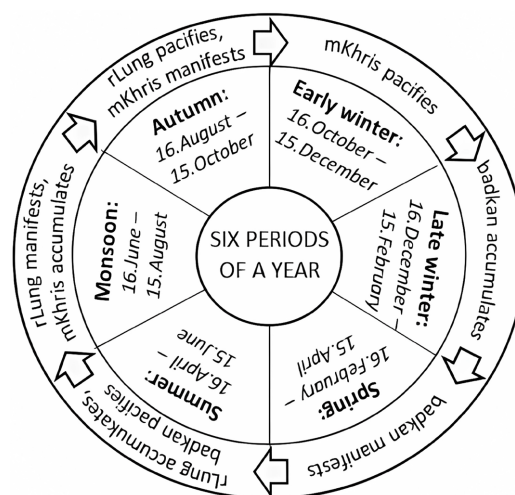 SIX PERIODS
OF A YEAR
Early winter:
16.October –
15.December
Late winter:
16.December –
15.February
Spring:
16.February –
15.April
Summer:
16.April –
15.June
Monsoon:
16.June –
15.August
Autumn:
16.August –
15.October
mKhris pacifies
badkan accumulates
badkan manifests
rLung accumukates,
badkan pacifies
rLung manifests,
mKhris accumulates
rLung pacifies,
mKhris manifests